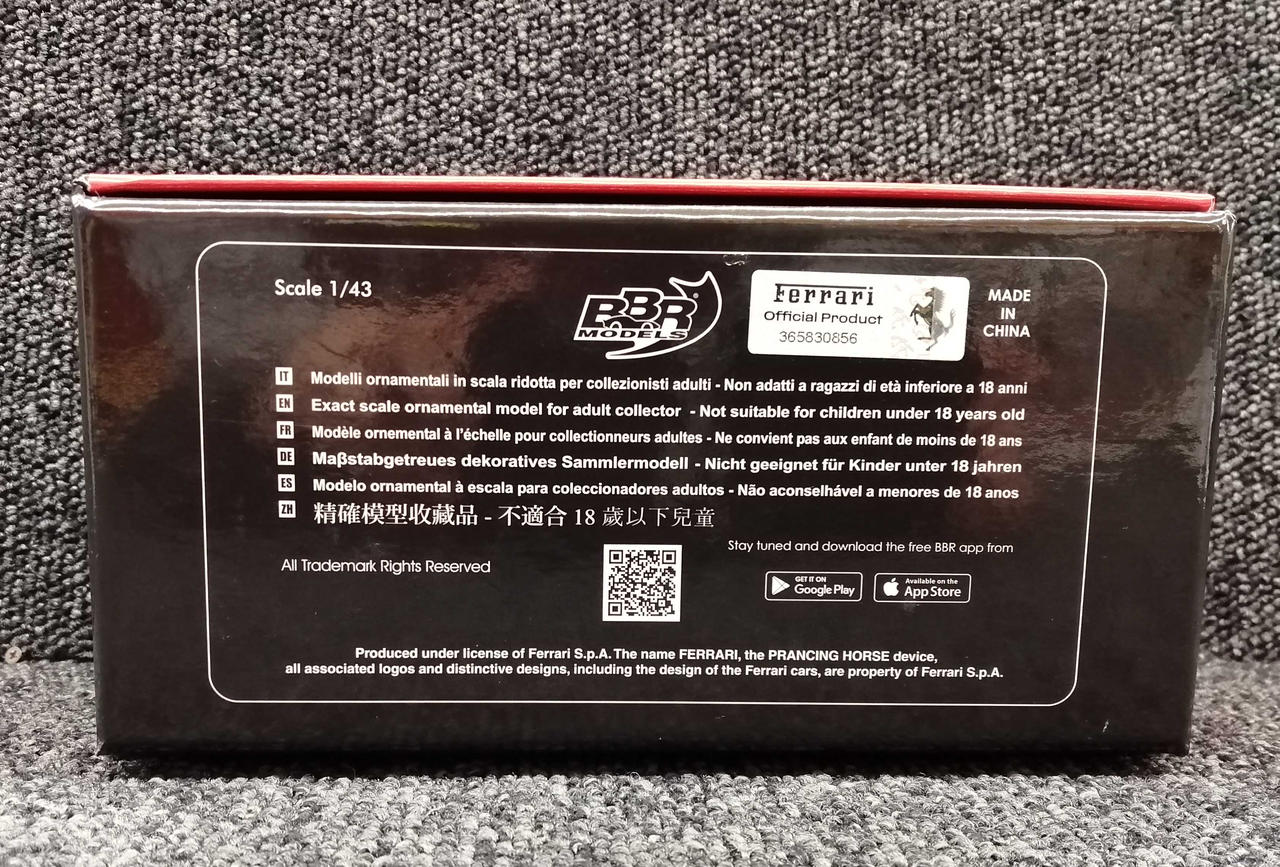 Scale 1/43
BBR®
MODELS
Ferrari
Official Product
365830856
MADE
IN
CHINA
IT Modelli ornamentali in scala ridotta per collezionisti adulti - Non adatti a ragazzi di età inferiore a 18 anni
EN Exact scale ornamental model for adult collector - Not suitable for children under 18 years old
FR Modèle ornemental à l'échelle pour collectionneurs adultes - Ne convient pas aux enfant de moins de 18 ans
DE Maβstabgetreues dekoratives Sammlermodell - Nicht geeignet für Kinder unter 18 jahren
ES Modelo ornamental à escala para coleccionadores adultos - Não aconselhável a menores de 18 anos
ZH 精確模型收藏品 - 不適合 18 歲以下兒童
All Trademark Rights Reserved
Stay tuned and download the free BBR app from
GET IT ON
Google Play
Available on the
App Store
Produced under license of Ferrari S.p.A. The name FERRARI, the PRANCING HORSE device,
all associated logos and distinctive designs, including the design of the Ferrari cars, are property of Ferrari S.p.A.